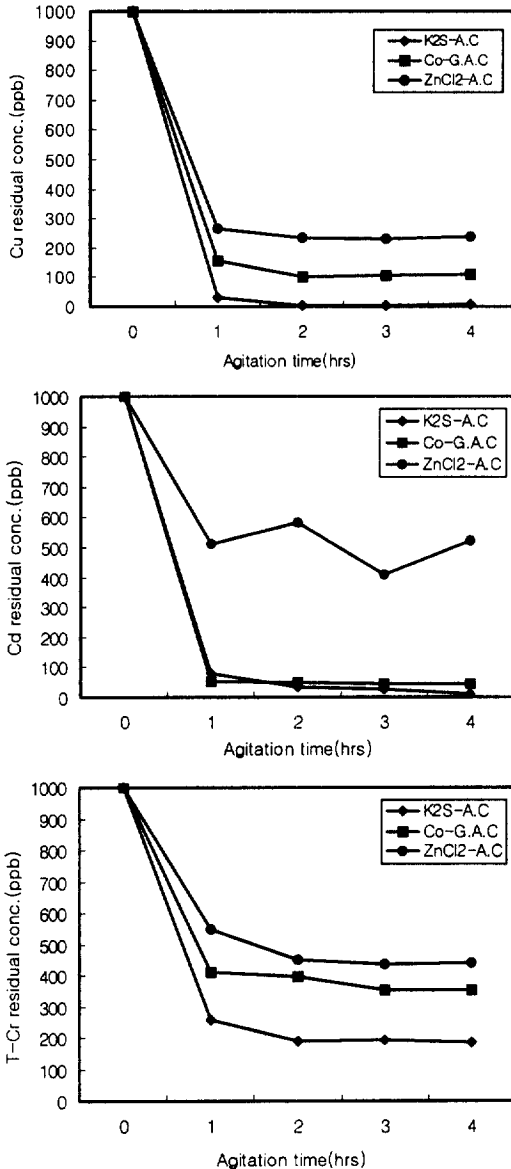 Cu residual conc.(ppb)
1000
900
800
700
600
500
400
300
200
100
0
K2S-A.C
Co-G.A.C
ZnCl2-A.C
0 1 2 3 4
Agitation time(hrs)
Cd residual conc.(ppb)
1000
900
800
700
600
500
400
300
200
100
0
K2S-A.C
Co-G.A.C
ZnCl2-A.C
0 1 2 3 4
Agitation time(hrs)
T-Cr residual conc.(ppb)
1000
900
800
700
600
500
400
300
200
100
0
K2S-A.C
Co-G.A.C
ZnCl2-A.C
0 1 2 3 4
Agitation time(hrs)